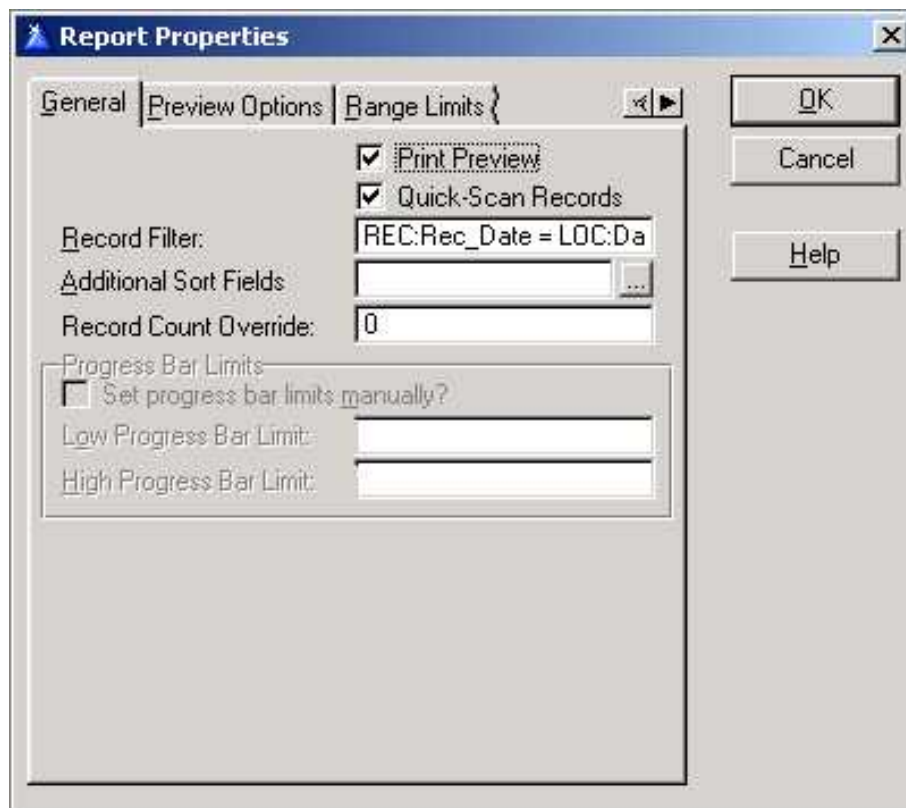 Report Properties
General Preview Options Range Limits
OK
Print Preview
Cancel
Quick-Scan Records
Record Filter: REC:Rec_Date = LOC:Da
Help
Additional Sort Fields ...
Record Count Override: 0
Progress Bar Limits
Set progress bar limits manually?
Low Progress Bar Limit:
High Progress Bar Limit: